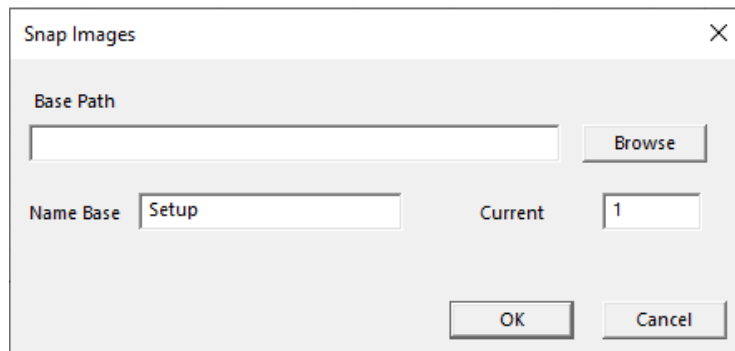 Snap Images
Base Path
Browse
Name Base Setup Current 1
OK Cancel